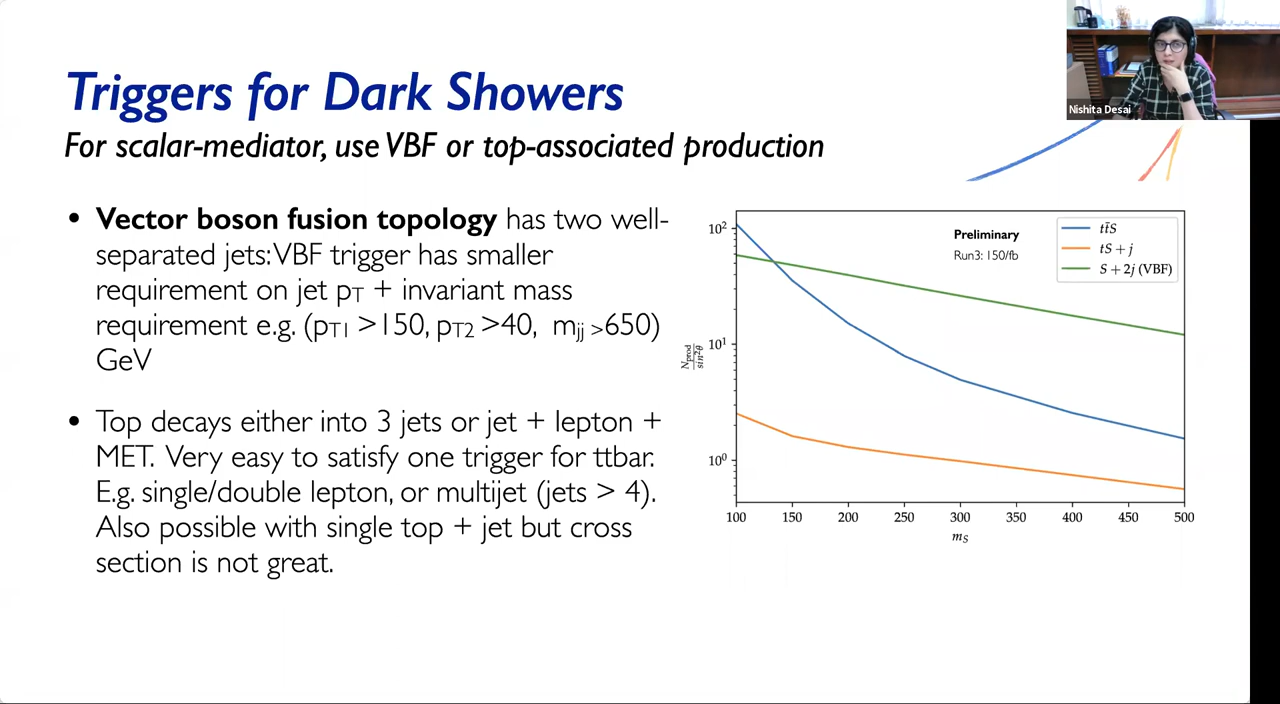 Triggers for Dark Showers
For scalar-mediator, use VBF or top-associated production
• Vector boson fusion topology has two well-
separated jets: VBF trigger has smaller
requirement on jet pT + invariant mass
requirement e.g. (pT1 >150, pT2 >40, mjj >650)
GeV
• Top decays either into 3 jets or jet + lepton +
MET. Very easy to satisfy one trigger for ttbar.
E.g. single/double lepton, or multijet (jets > 4).
Also possible with single top + jet but cross
section is not great.
Nishita Desai
Preliminary
Run3: 150/fb
tt̄S
tS + j
S + 2j (VBF)
10²
10¹
10⁰
Nprod
sin²θ
100 150 200 250 300 350 400 450 500
mS